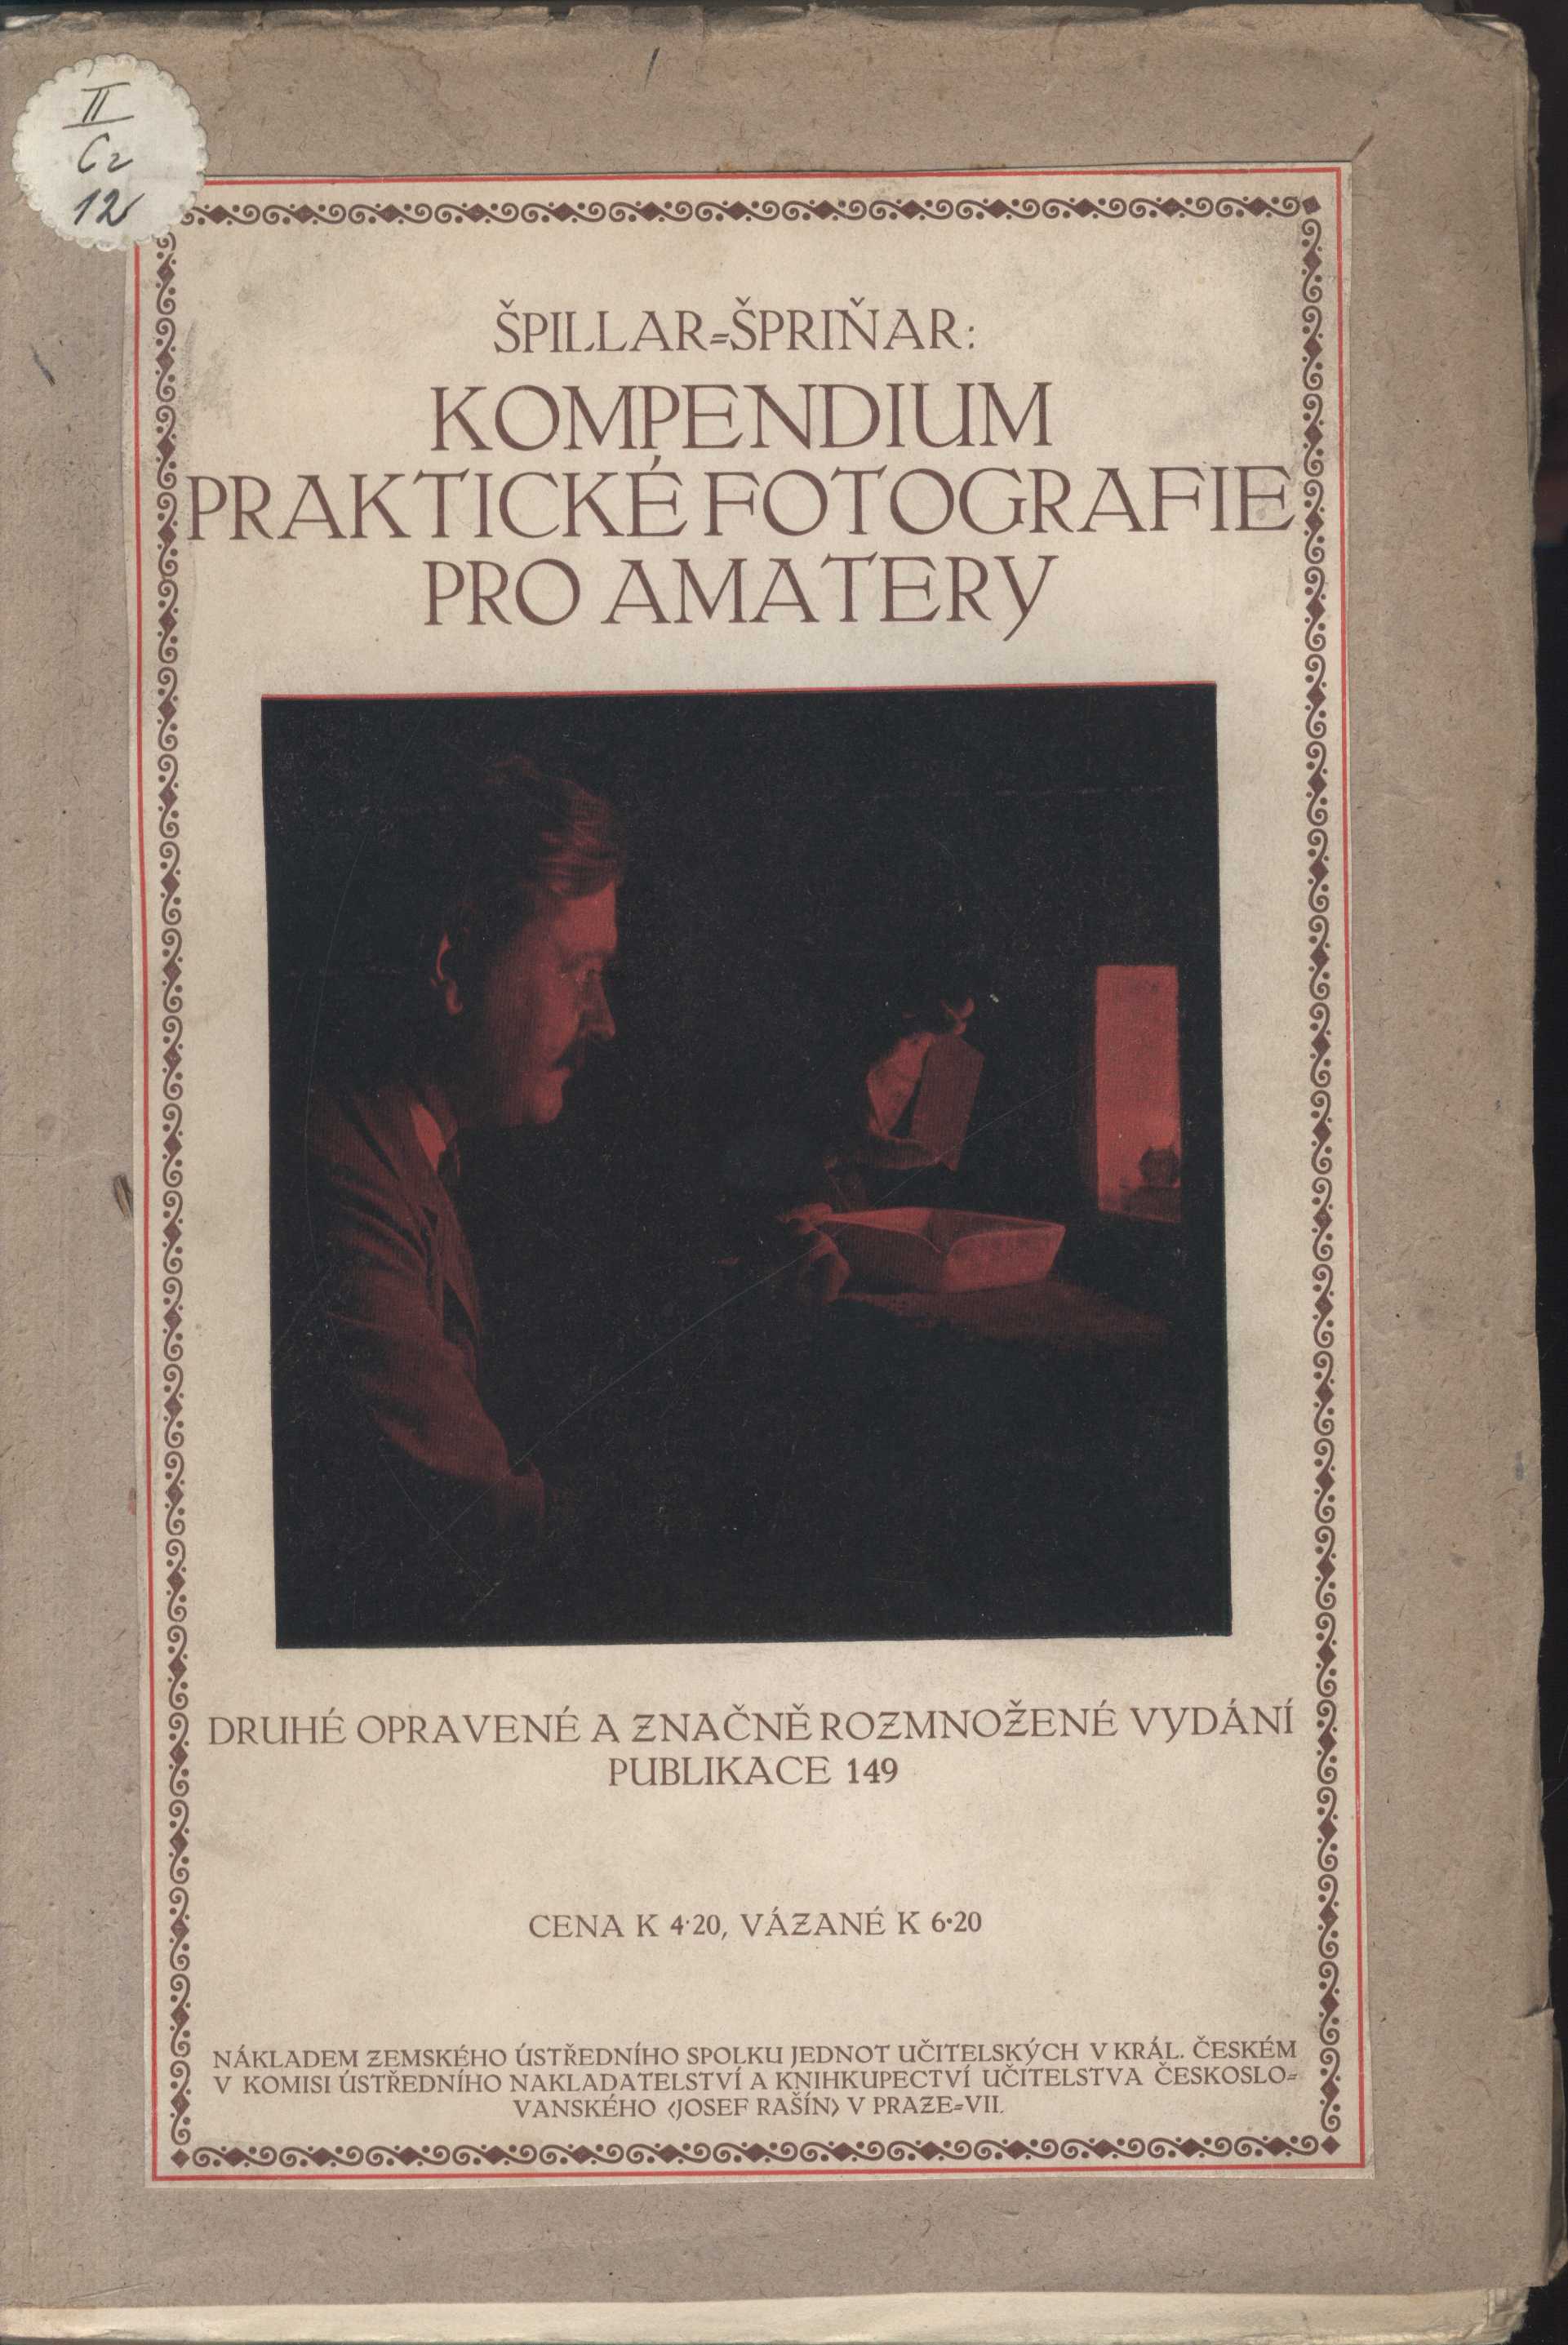 II
C2
12
ŠPILLAR=ŠPRIŇAR:
KOMPENDIUM
PRAKTICKÉ FOTOGRAFIE
PRO AMATERY
DRUHÉ OPRAVENÉ A ZNAČNĚ ROZMNOŽENÉ VYDÁNÍ
PUBLIKACE 149
CENA K 4·20, VÁZANÉ K 6·20
NÁKLADEM ZEMSKÉHO ÚSTŘEDNÍHO SPOLKU JEDNOT UČITELSKÝCH V KRÁL. ČESKÉM
V KOMISI ÚSTŘEDNÍHO NAKLADATELSTVÍ A KNIHKUPECTVÍ UČITELSTVA ČESKOSLO=
VANSKÉHO (JOSEF RAŠÍN) V PRAZE=VII.